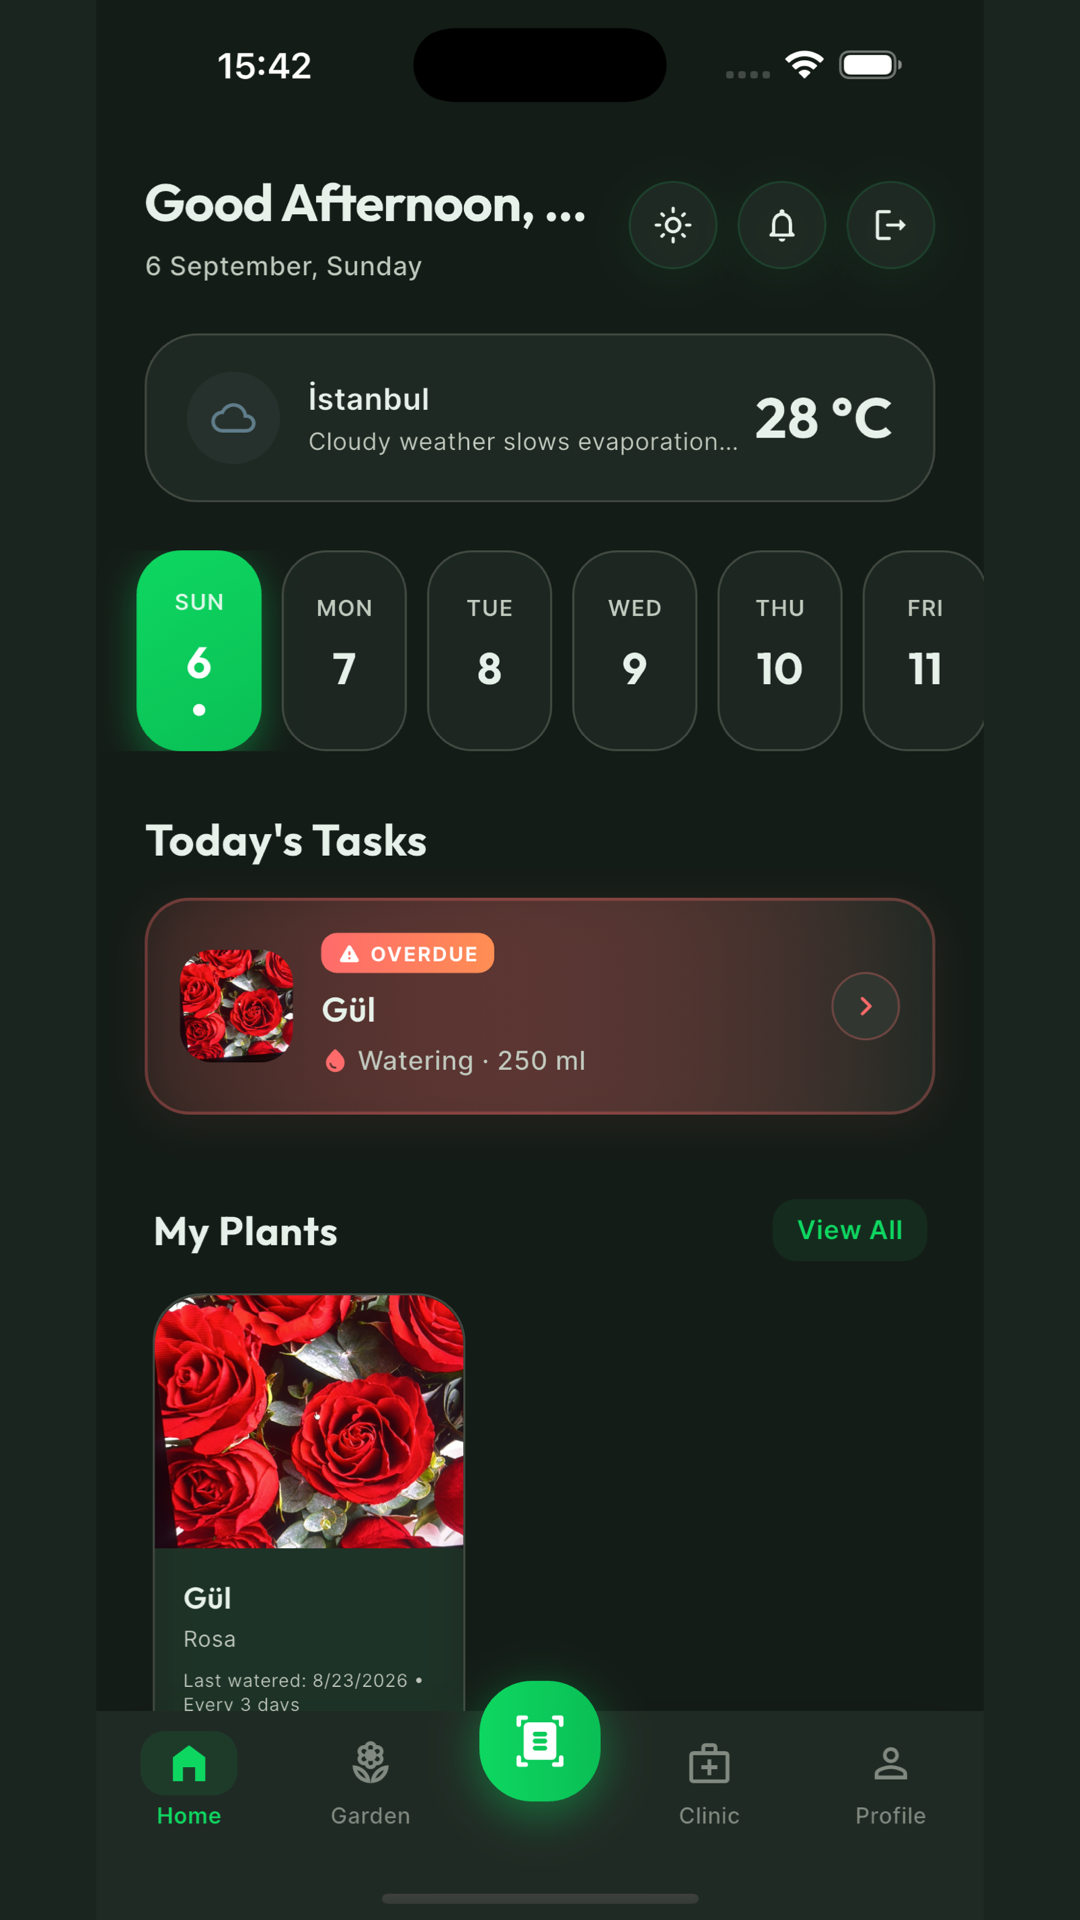 15:42
Good Afternoon, ...
6 September, Sunday
İstanbul
Cloudy weather slows evaporation...
28 °C
SUN
6
MON
7
TUE
8
WED
9
THU
10
FRI
11
Today's Tasks
OVERDUE
Gül
Watering · 250 ml
My Plants
View All
Gül
Rosa
Last watered: 8/23/2026 •
Every 3 days
Home
Garden
Clinic
Profile